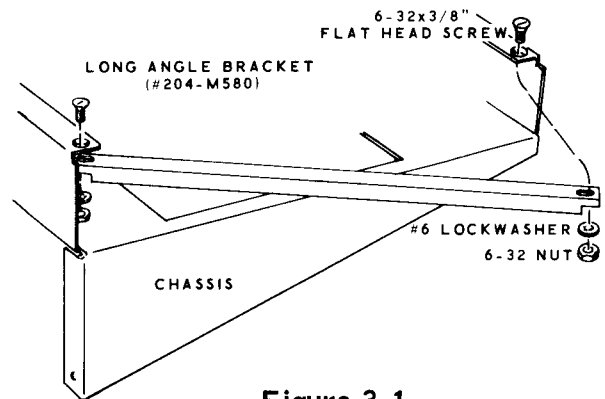 6-32x3/8"
FLAT HEAD SCREW
LONG ANGLE BRACKET
(#204-M580)
#6 LOCKWASHER
6-32 NUT
CHASSIS
Figure 3-1